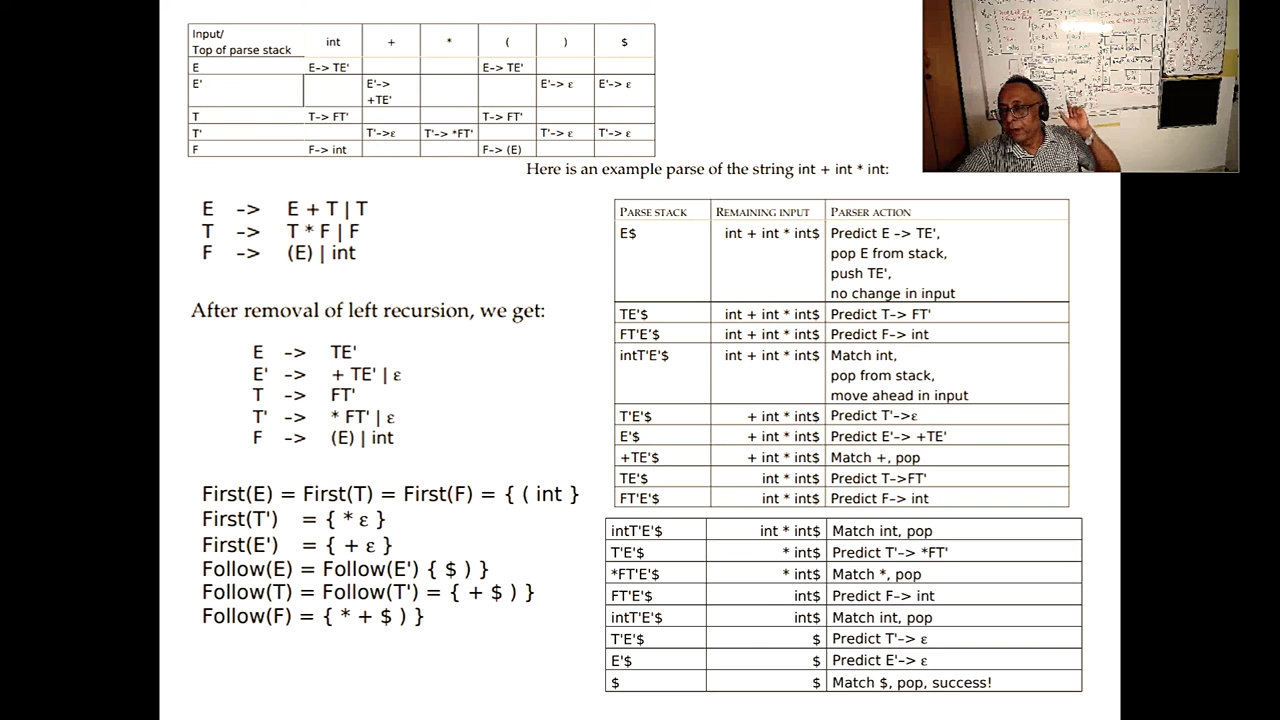 Input/ Top of parse stack | int | + | * | ( | ) | $
E | E–> TE' | | | E–> TE' | |
E' | | E'–> +TE' | | | E'–> ε | E'–> ε
T | T–> FT' | | | T–> FT' | |
T' | | T'–>ε | T'–> *FT' | | T'–> ε | T'–> ε
F | F–> int | | | F–> (E) | |
Here is an example parse of the string int + int * int:
E –> E + T | T
T –> T * F | F
F –> (E) | int
After removal of left recursion, we get:
E –> TE'
E' –> + TE' | ε
T –> FT'
T' –> * FT' | ε
F –> (E) | int
First(E) = First(T) = First(F) = { ( int }
First(T') = { * ε }
First(E') = { + ε }
Follow(E) = Follow(E') { $ ) }
Follow(T) = Follow(T') = { + $ ) }
Follow(F) = { * + $ ) }
PARSE STACK | REMAINING INPUT | PARSER ACTION
E$ | int + int * int$ | Predict E –> TE',
pop E from stack,
push TE',
no change in input
TE'$ | int + int * int$ | Predict T–> FT'
FT'E'$ | int + int * int$ | Predict F–> int
intT'E'$ | int + int * int$ | Match int,
pop from stack,
move ahead in input
T'E'$ | + int * int$ | Predict T'–>ε
E'$ | + int * int$ | Predict E'–> +TE'
+TE'$ | + int * int$ | Match +, pop
TE'$ | int * int$ | Predict T–>FT'
FT'E'$ | int * int$ | Predict F–> int
intT'E'$ | int * int$ | Match int, pop
T'E'$ | * int$ | Predict T'–> *FT'
*FT'E'$ | * int$ | Match *, pop
FT'E'$ | int$ | Predict F–> int
intT'E'$ | int$ | Match int, pop
T'E'$ | $ | Predict T'–> ε
E'$ | $ | Predict E'–> ε
$ | $ | Match $, pop, success!